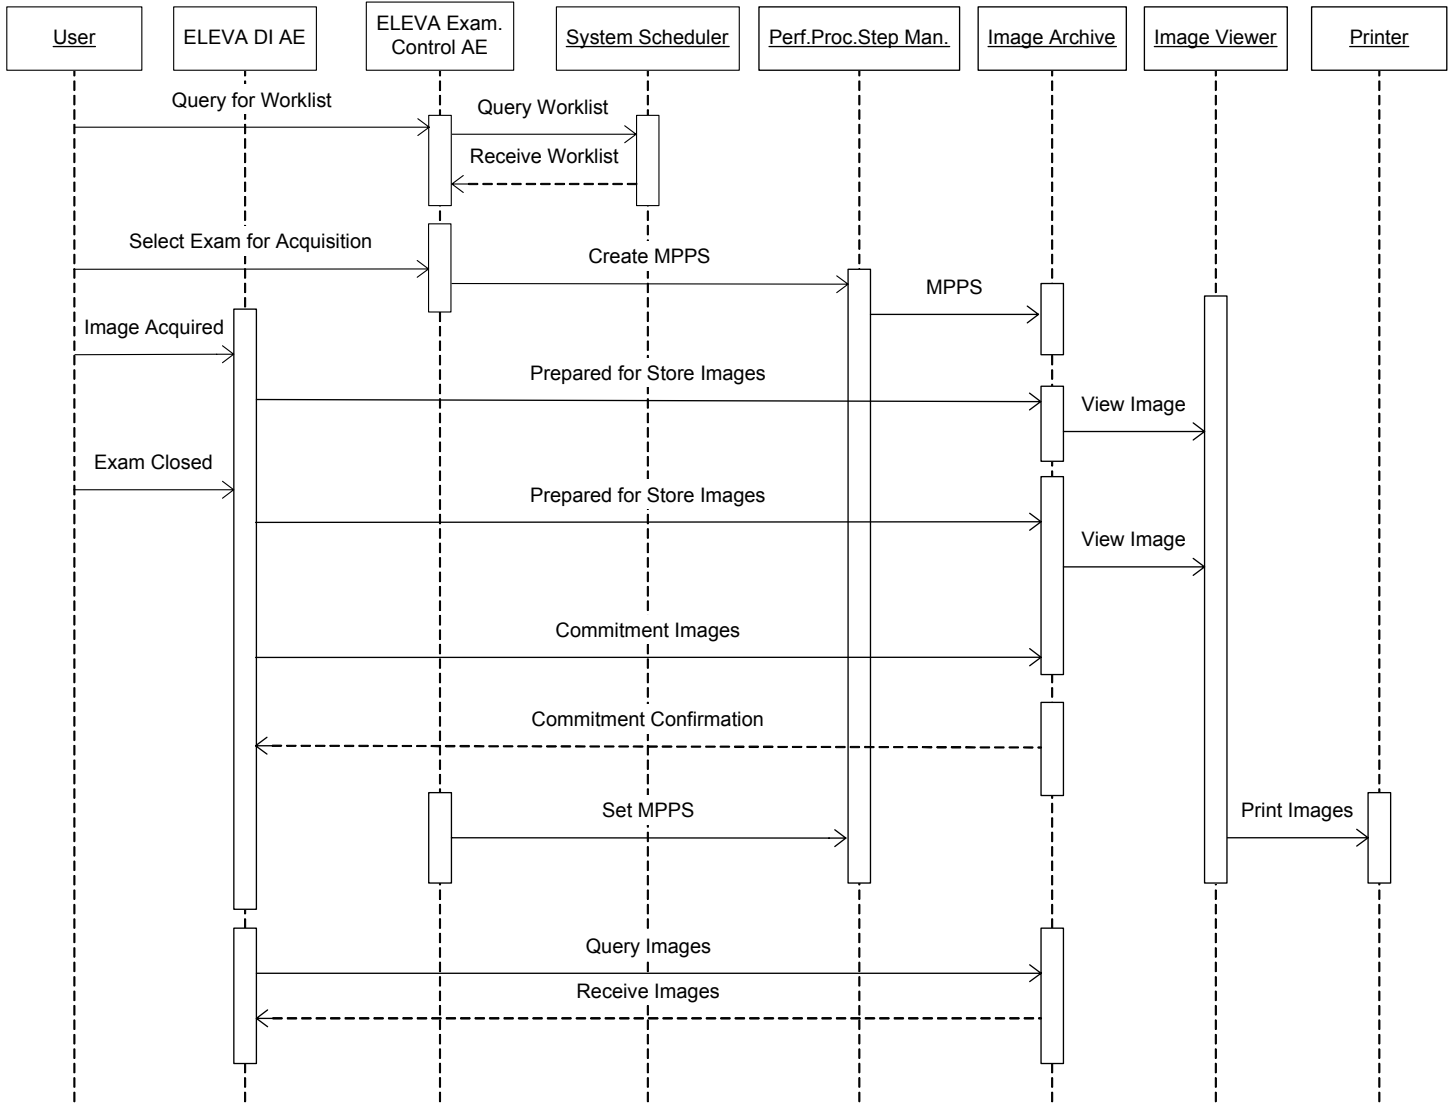 User
ELEVA DI AE
ELEVA Exam.
Control AE
System Scheduler
Perf.Proc.Step Man.
Image Archive
Image Viewer
Printer
Query for Worklist
Query Worklist
Receive Worklist
Select Exam for Acquisition
Create MPPS
MPPS
Image Acquired
Prepared for Store Images
View Image
Exam Closed
Prepared for Store Images
View Image
Commitment Images
Commitment Confirmation
Set MPPS
Print Images
Query Images
Receive Images